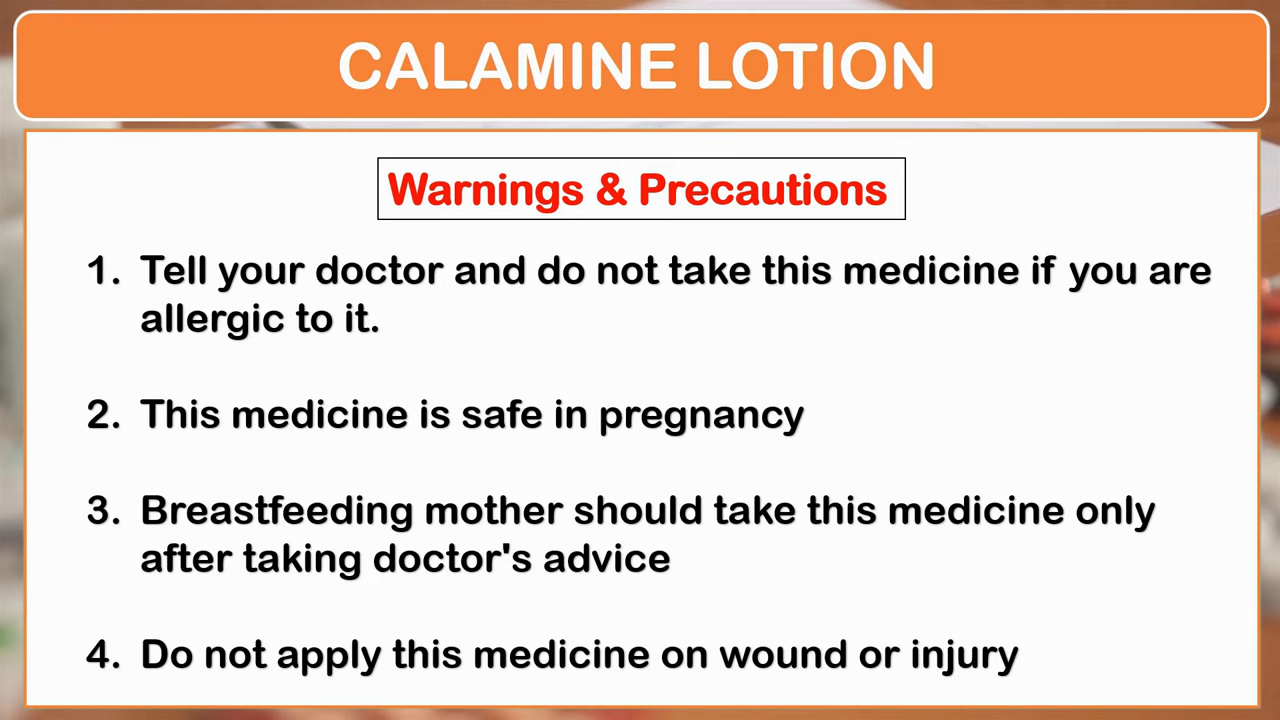 CALAMINE LOTION
Warnings & Precautions
1. Tell your doctor and do not take this medicine if you are
allergic to it.
2. This medicine is safe in pregnancy
3. Breastfeeding mother should take this medicine only
after taking doctor's advice
4. Do not apply this medicine on wound or injury